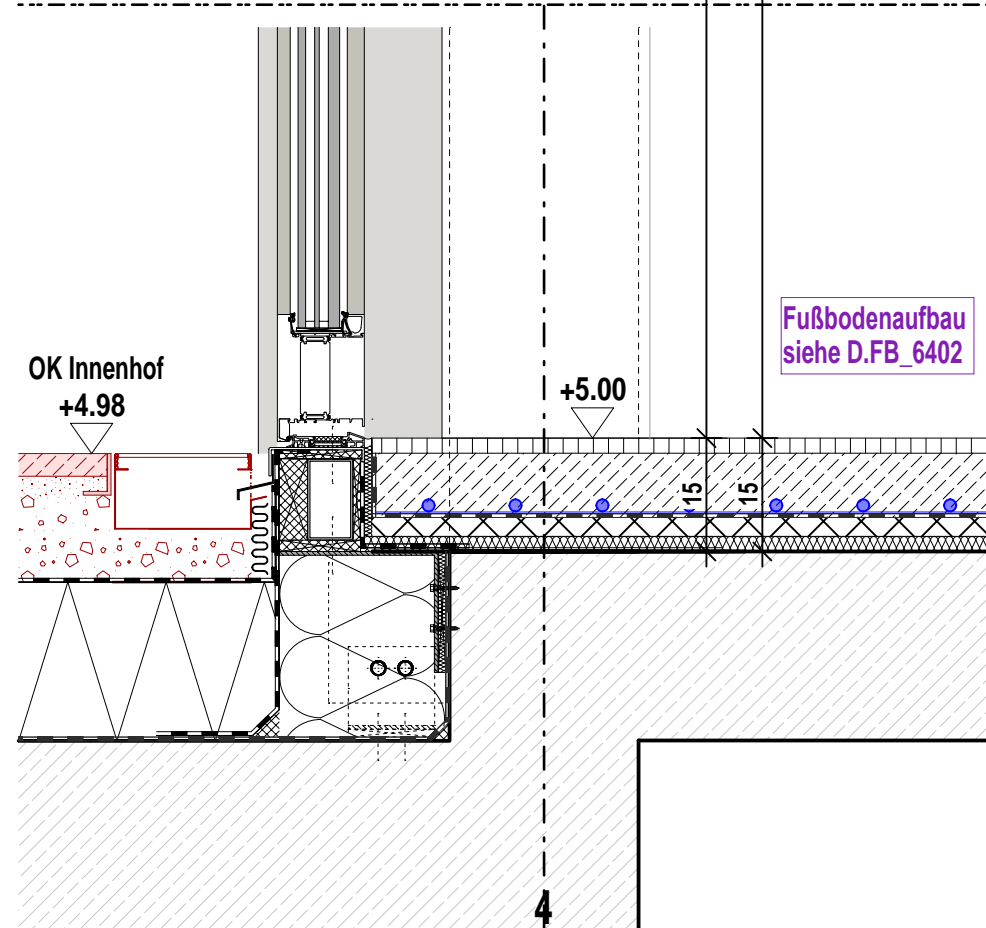 OK Innenhof
+4.98
+5.00
Fußbodenaufbau
siehe D.FB_6402
15
15
4